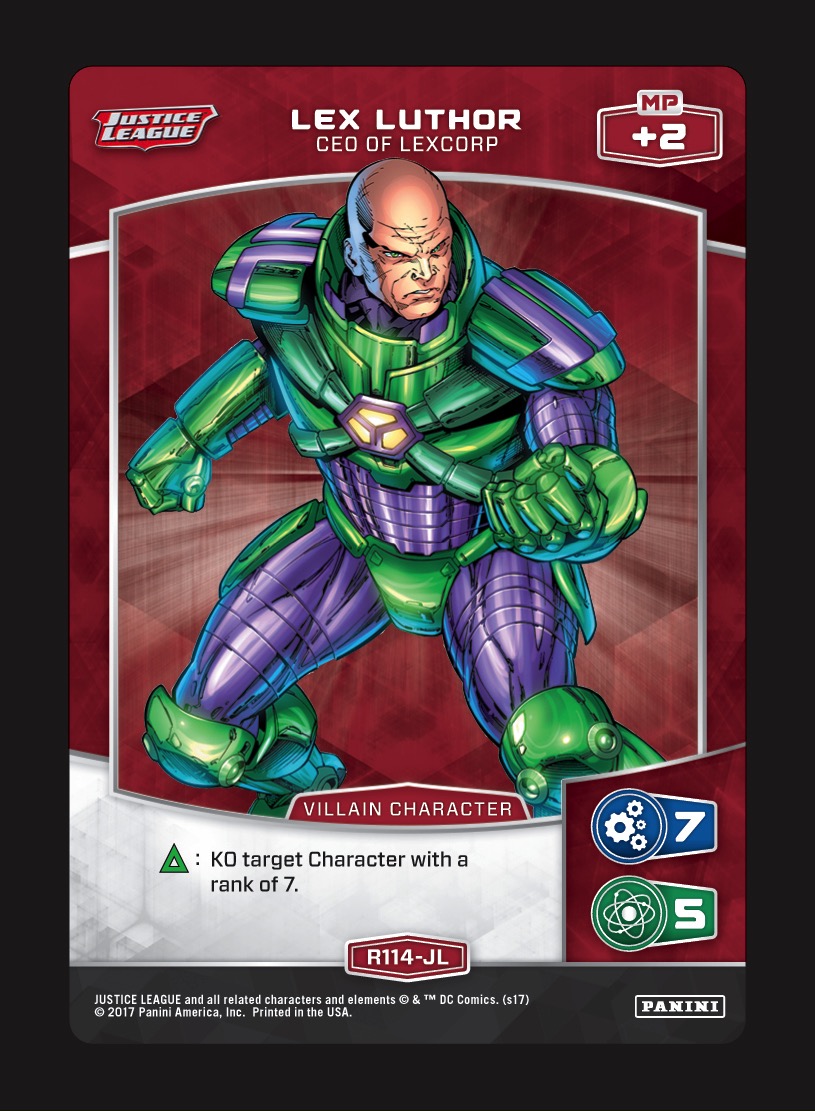 JUSTICE
LEAGUE
LEX LUTHOR
CEO OF LEXCORP
MP
+2
VILLAIN CHARACTER
: KO target Character with a
rank of 7.
7
5
R114-JL
JUSTICE LEAGUE and all related characters and elements © & ™ DC Comics. (s17)
© 2017 Panini America, Inc. Printed in the USA.
PANINI